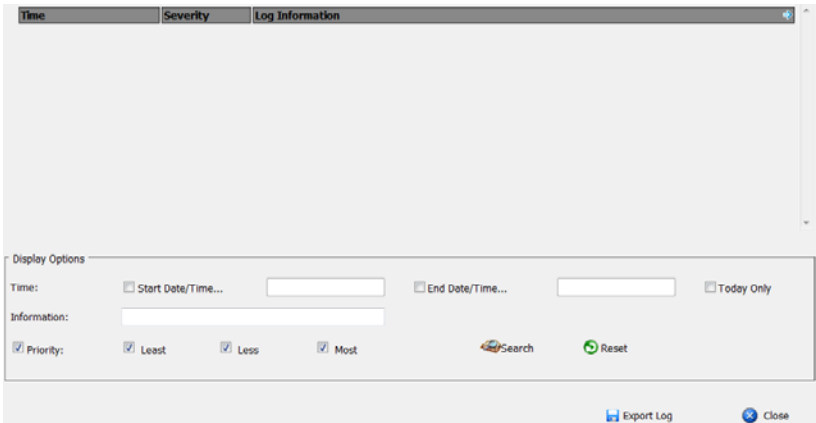 Time Severity Log Information
Display Options
Time: Start Date/Time... End Date/Time... Today Only
Information:
Priority: Least Less Most Search Reset
Export Log Close